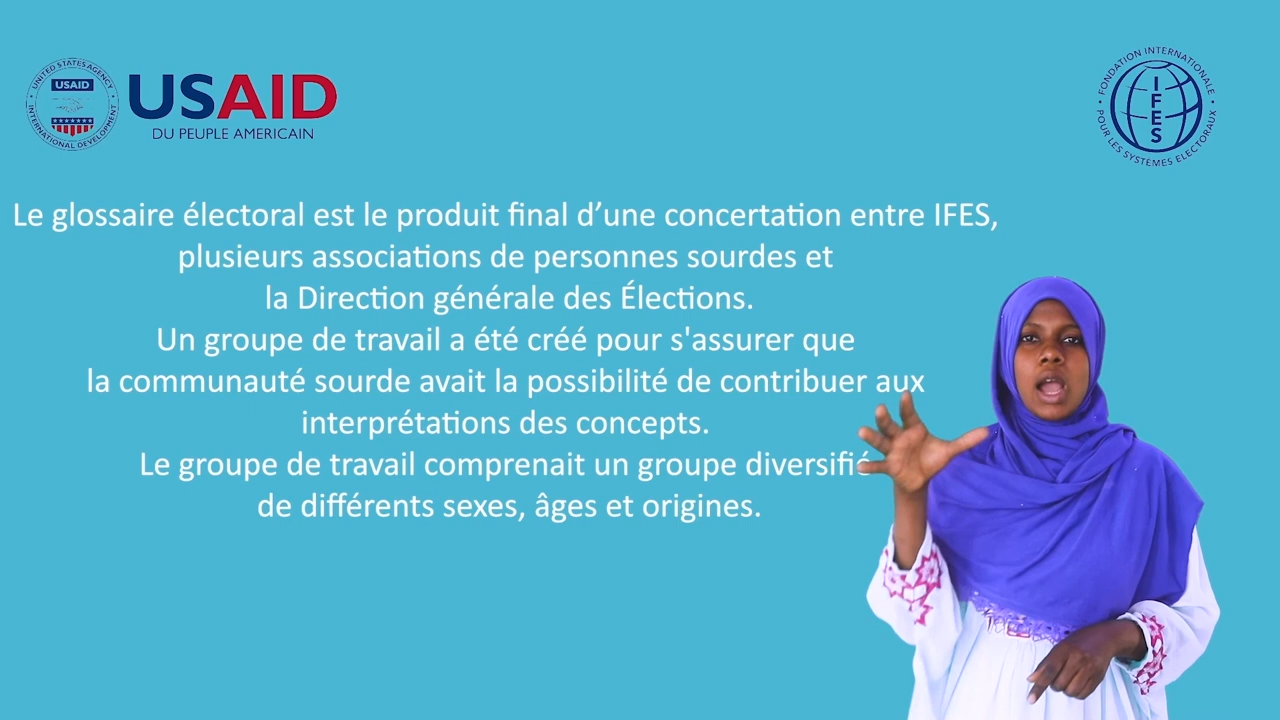 UNITED STATES AGENCY
USAID
INTERNATIONAL DEVELOPMENT
USAID
DU PEUPLE AMERICAIN
FONDATION INTERNATIONALE
IFES
POUR LES SYSTÈMES ELECTORAUX
Le glossaire électoral est le produit final d’une concertation entre IFES,
plusieurs associations de personnes sourdes et
la Direction générale des Élections.
Un groupe de travail a été créé pour s'assurer que
la communauté sourde avait la possibilité de contribuer aux
interprétations des concepts.
Le groupe de travail comprenait un groupe diversifié
de différents sexes, âges et origines.